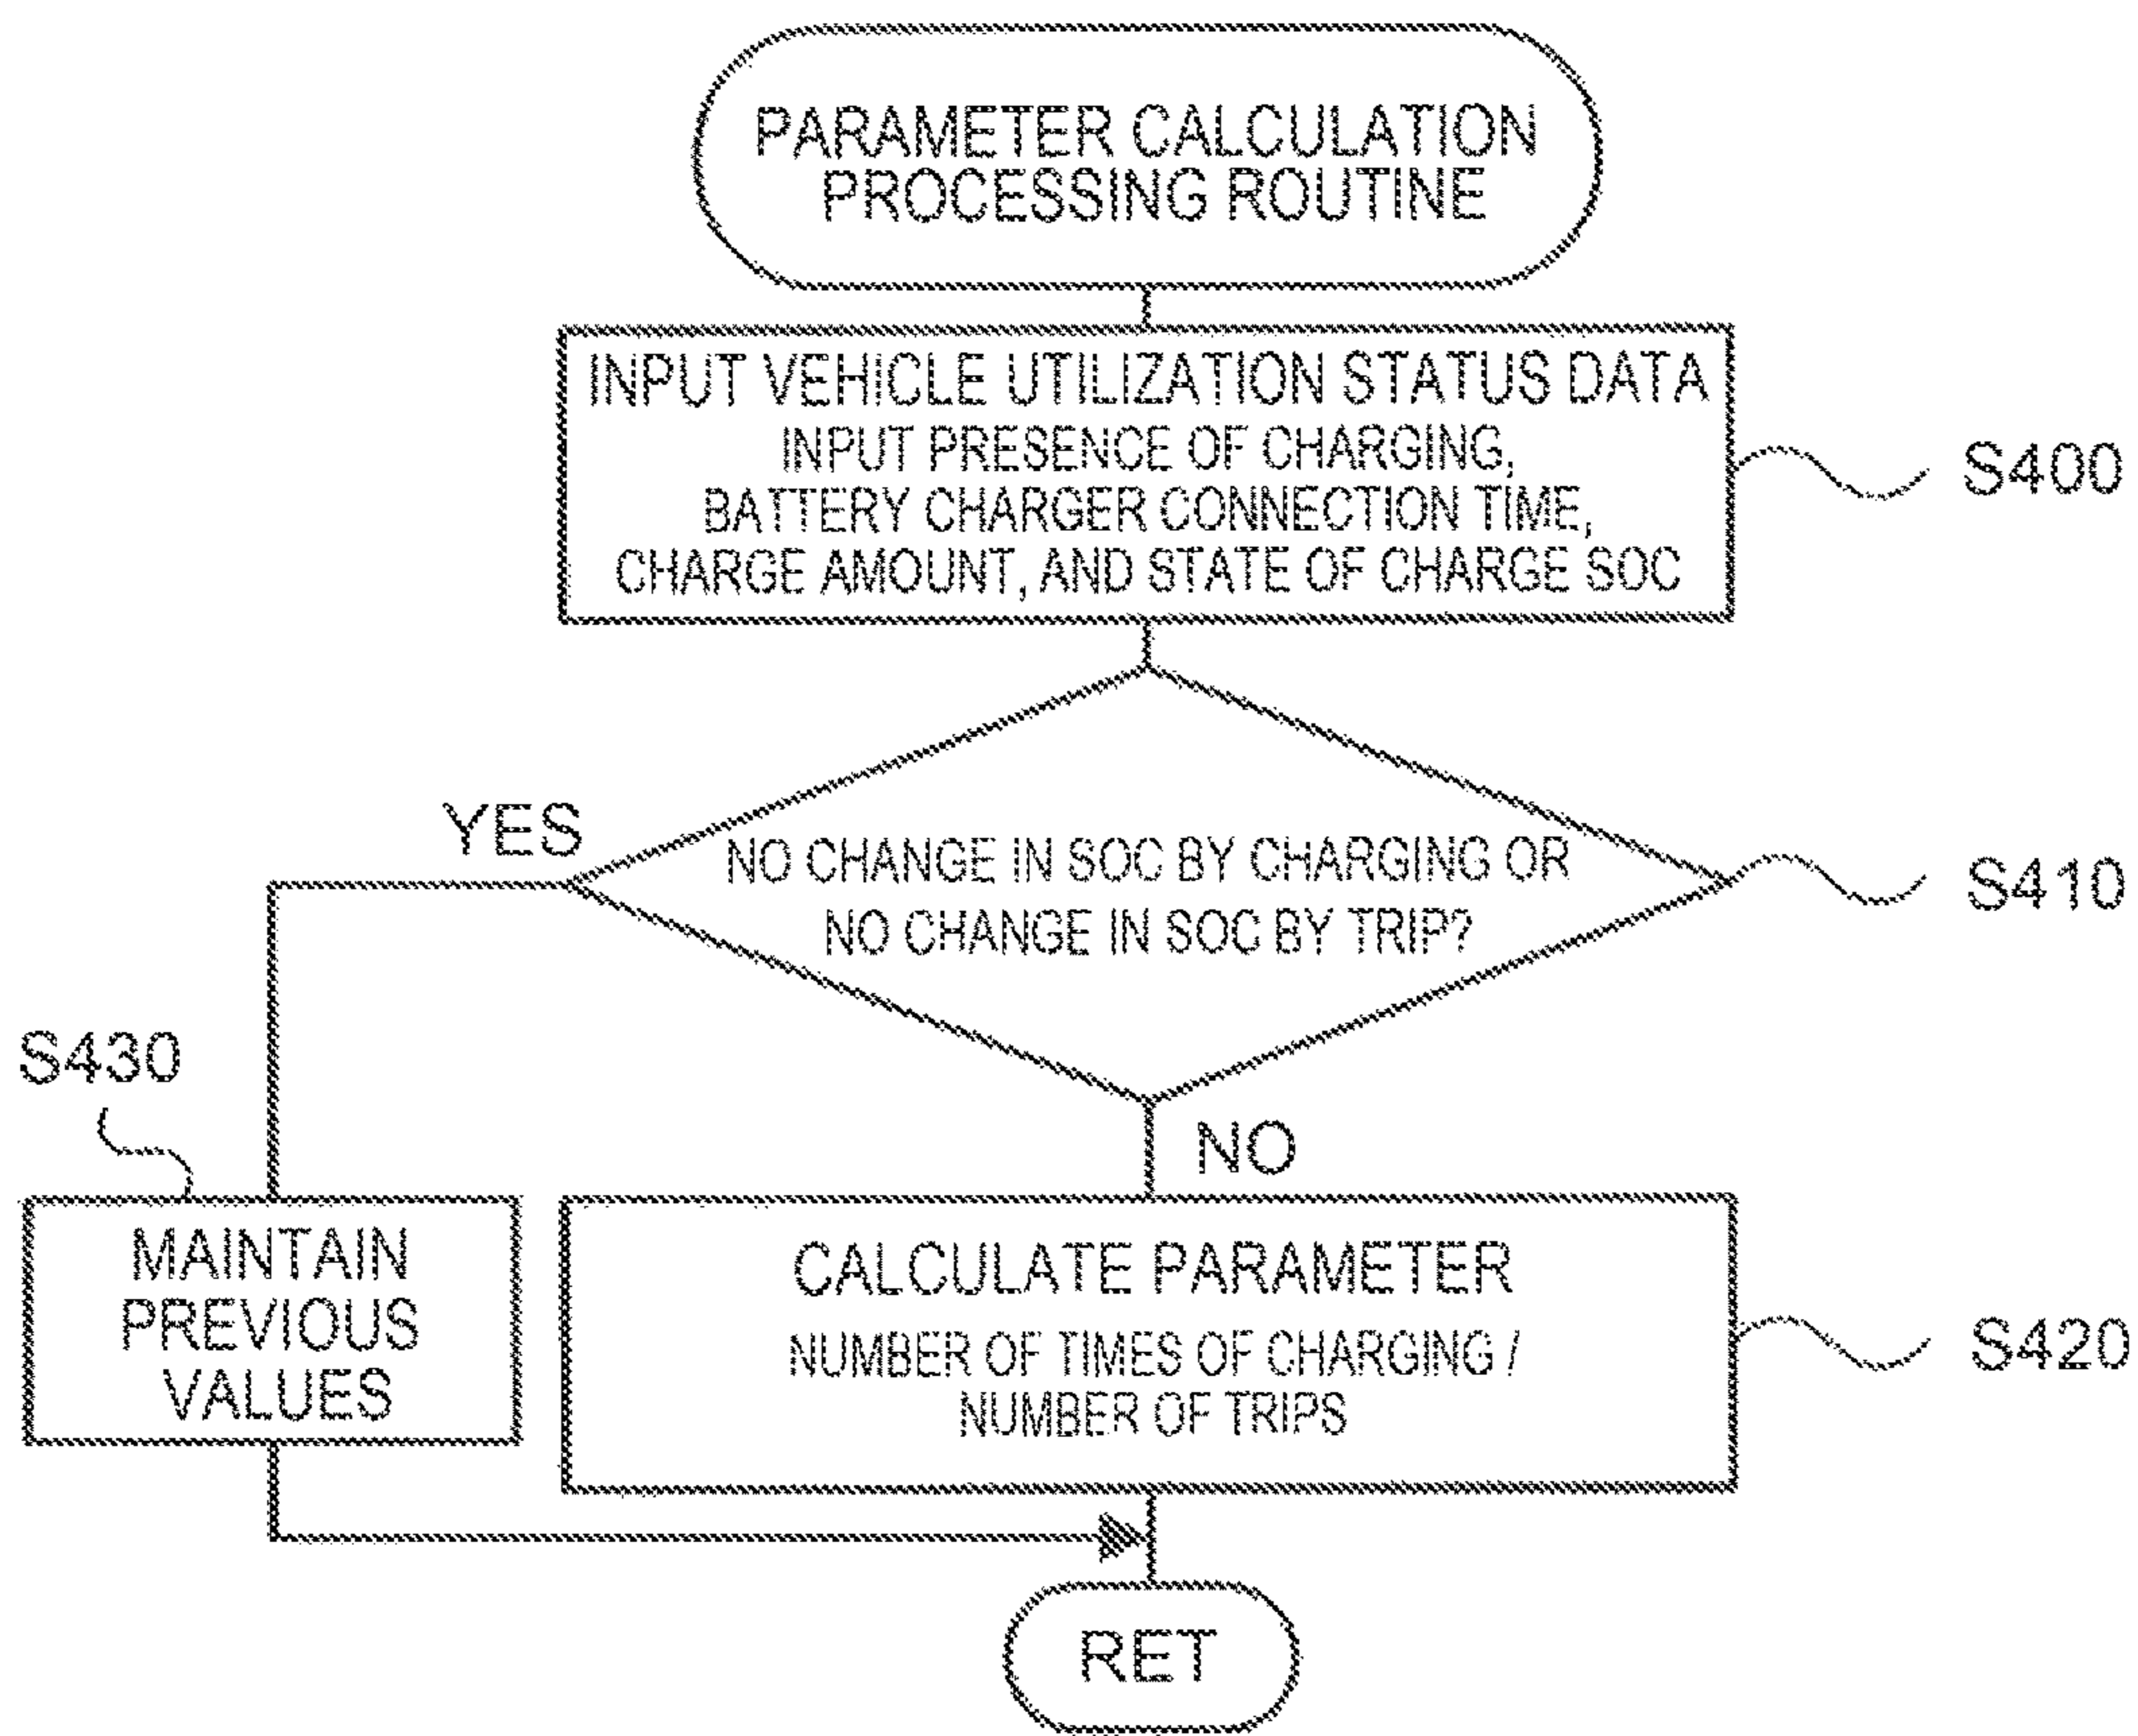 PARAMETER CALCULATION
PROCESSING ROUTINE
INPUT VEHICLE UTILIZATION STATUS DATA
INPUT PRESENCE OF CHARGING,
BATTERY CHARGER CONNECTION TIME,
CHARGE AMOUNT, AND STATE OF CHARGE SOC
S400
YES
NO CHANGE IN SOC BY CHARGING OR
NO CHANGE IN SOC BY TRIP?
S410
S430
NO
MAINTAIN
PREVIOUS
VALUES
CALCULATE PARAMETER
NUMBER OF TIMES OF CHARGING /
NUMBER OF TRIPS
S420
RET